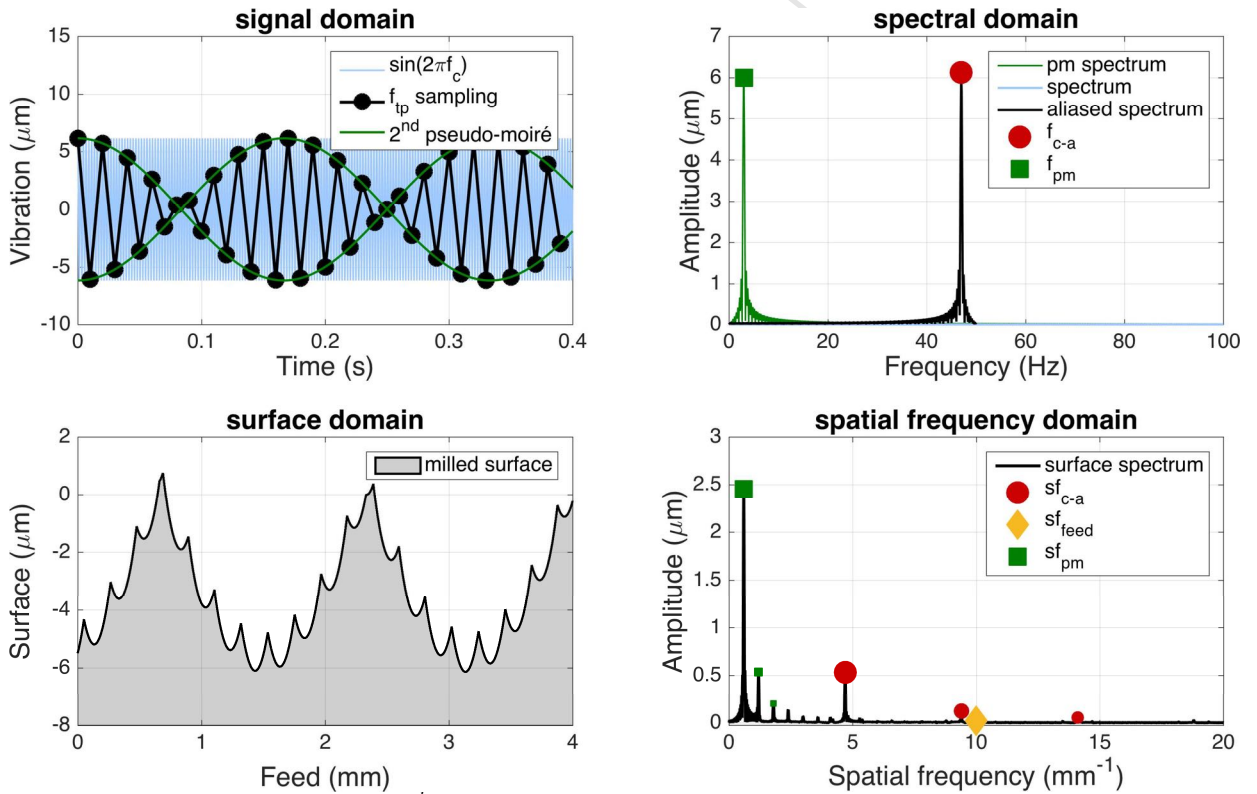 signal domain
15
10
5
0
-5
-10
Vibration (μm)
sin(2πf_c)
f_tp sampling
2^nd pseudo-moiré
0 0.1 0.2 0.3 0.4
Time (s)
spectral domain
7
6
5
4
3
2
1
0
Amplitude (μm)
pm spectrum
spectrum
aliased spectrum
f_c-a
f_pm
0 20 40 60 80 100
Frequency (Hz)
surface domain
2
0
-2
-4
-6
-8
Surface (μm)
milled surface
0 1 2 3 4
Feed (mm)
spatial frequency domain
3
2.5
2
1.5
1
0.5
0
Amplitude (μm)
surface spectrum
sf_c-a
sf_feed
sf_pm
0 5 10 15 20
Spatial frequency (mm^-1)